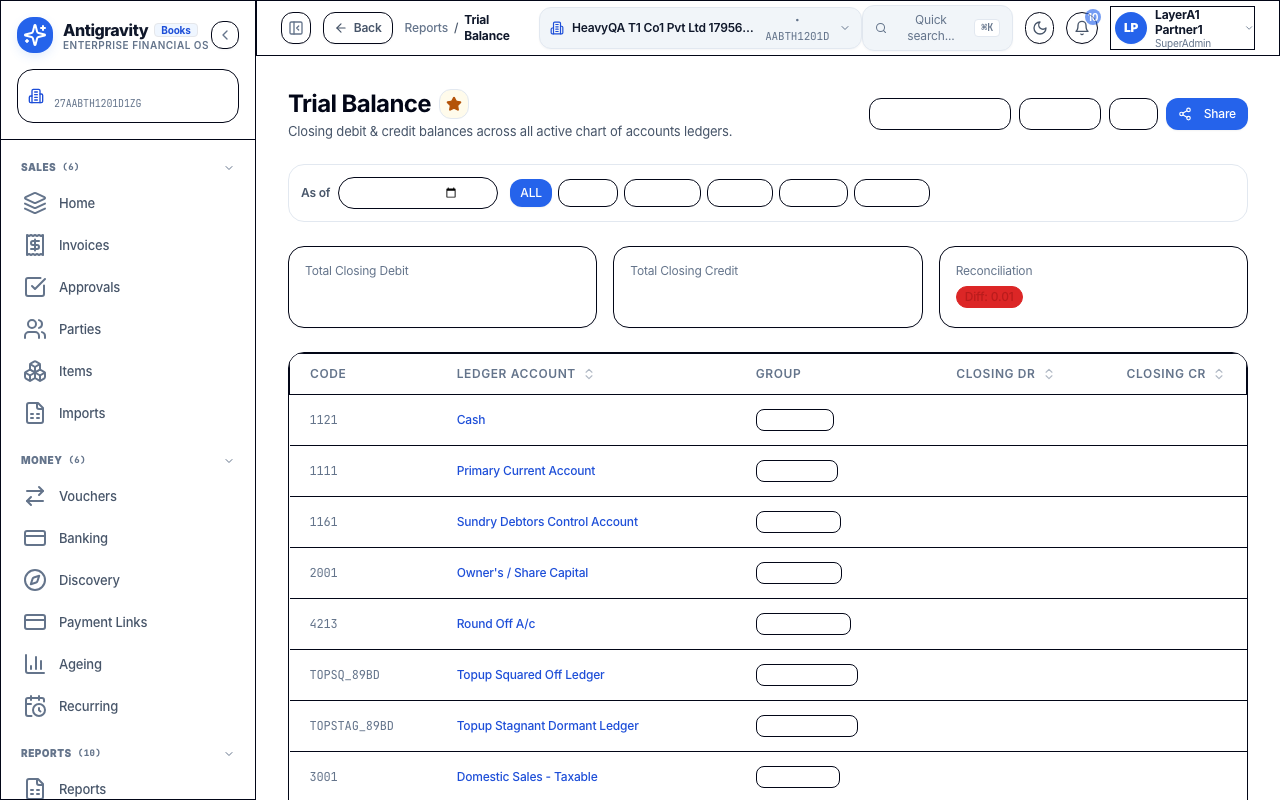 Antigravity Books
ENTERPRISE FINANCIAL OS
27AABTH1201D1ZG
SALES (6)
Home
Invoices
Approvals
Parties
Items
Imports
MONEY (6)
Vouchers
Banking
Discovery
Payment Links
Ageing
Recurring
REPORTS (10)
Reports
Back
Reports / Trial Balance
HeavyQA T1 Co1 Pvt Ltd 17956...
· AABTH1201D
Quick search... ⌘K
LP
LayerA1 Partner1
SuperAdmin
Trial Balance
Closing debit & credit balances across all active chart of accounts ledgers.
Share
As of
ALL
Total Closing Debit
Total Closing Credit
Reconciliation
Diff: 0.01
CODE LEDGER ACCOUNT GROUP CLOSING DR CLOSING CR
1121 Cash
1111 Primary Current Account
1161 Sundry Debtors Control Account
2001 Owner's / Share Capital
4213 Round Off A/c
TOPSQ_89BD Topup Squared Off Ledger
TOPSTAG_89BD Topup Stagnant Dormant Ledger
3001 Domestic Sales - Taxable